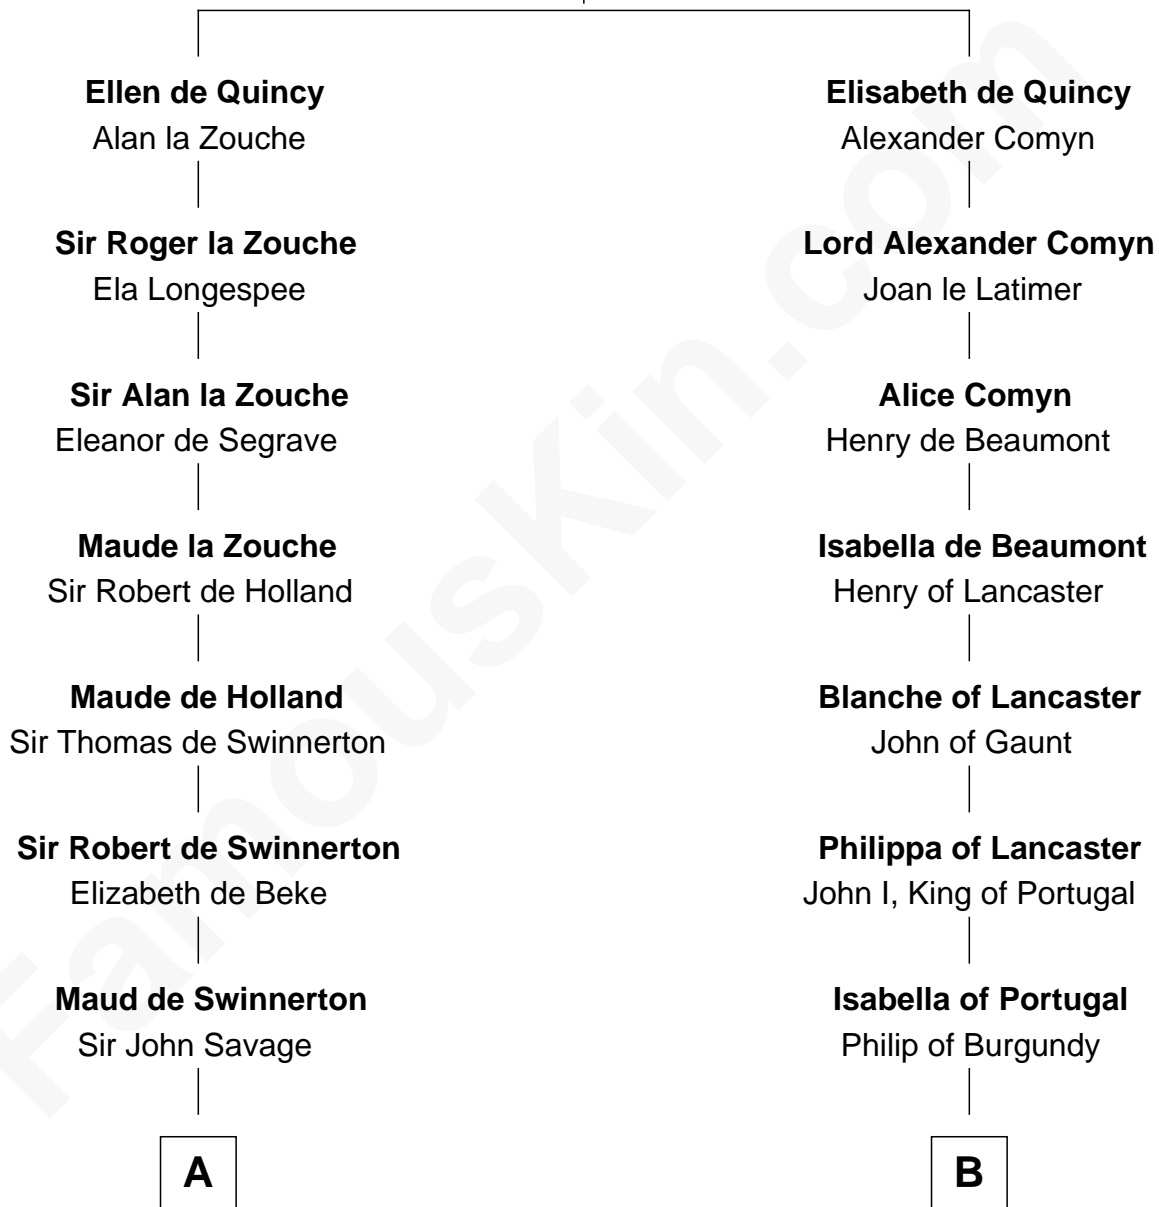 Ellen de Quincy
Alan la Zouche
Sir Roger la Zouche
Ela Longespee
Sir Alan la Zouche
Eleanor de Segrave
Maude la Zouche
Sir Robert de Holland
Maude de Holland
Sir Thomas de Swinnerton
Sir Robert de Swinnerton
Elizabeth de Beke
Maud de Swinnerton
Sir John Savage
A
Elisabeth de Quincy
Alexander Comyn
Lord Alexander Comyn
Joan le Latimer
Alice Comyn
Henry de Beaumont
Isabella de Beaumont
Henry of Lancaster
Blanche of Lancaster
John of Gaunt
Philippa of Lancaster
John I, King of Portugal
Isabella of Portugal
Philip of Burgundy
B
FamousKin.com